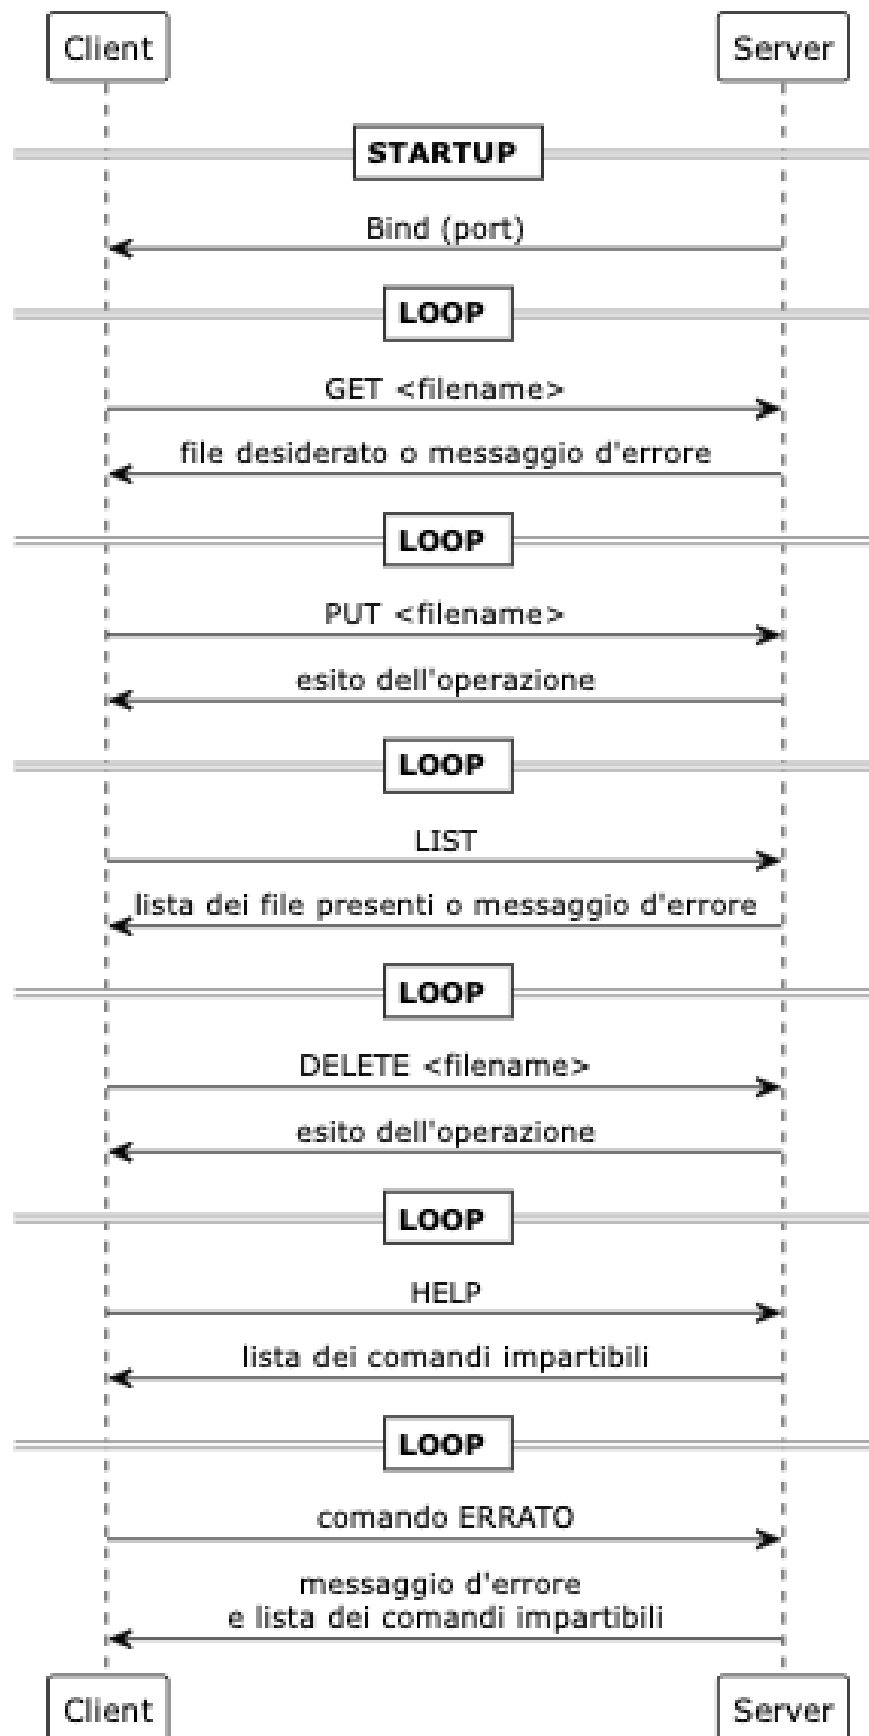 Client
Server
STARTUP
Bind (port)
LOOP
GET <filename>
file desiderato o messaggio d'errore
LOOP
PUT <filename>
esito dell'operazione
LOOP
LIST
lista dei file presenti o messaggio d'errore
LOOP
DELETE <filename>
esito dell'operazione
LOOP
HELP
lista dei comandi impartibili
LOOP
comando ERRATO
messaggio d'errore
e lista dei comandi impartibili
Client
Server